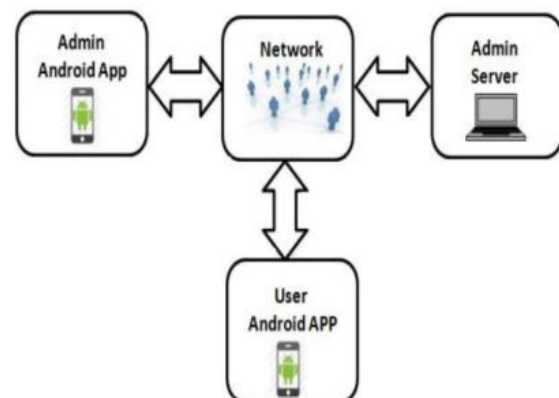 Admin
Android App
Network
Admin
Server
User
Android APP